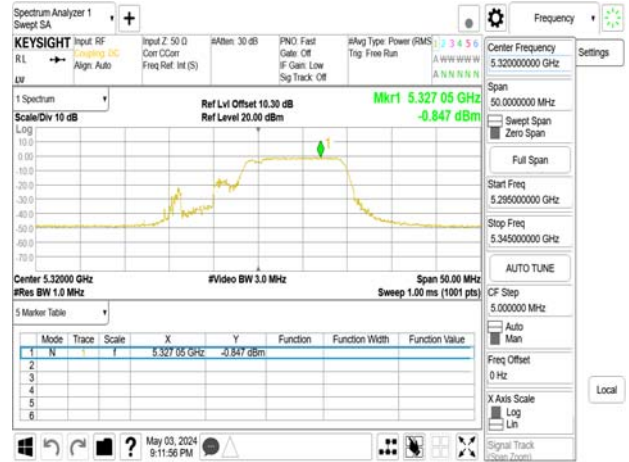 Spectrum Analyzer 1
Swept SA
+
Frequency
KEYSIGHT
RL
Input: RF
Coupling: DC
Align: Auto
Input Z: 50 Ω
Corr CCorr
Freq Ref: Int (S)
#Atten: 30 dB
PNO: Fast
Gate: Off
IF Gain: Low
Sig Track: Off
#Avg Type: Power (RMS
Trig: Free Run
1 2 3 4 5 6
A W W W W W
A N N N N N
LVI
1 Spectrum
Scale/Div 10 dB
Ref Lvl Offset 10.30 dB
Ref Level 20.00 dBm
Mkr1 5.327 05 GHz
-0.847 dBm
Log
10.0
0.00
-10.0
-20.0
-30.0
-40.0
-50.0
-60.0
-70.0
1
Center 5.32000 GHz
#Res BW 1.0 MHz
#Video BW 3.0 MHz
Span 50.00 MHz
Sweep 1.00 ms (1001 pts)
5 Marker Table
Mode Trace Scale X Y Function Function Width Function Value
1 N 1 f 5.327 05 GHz -0.847 dBm
2
3
4
5
6
May 03, 2024
9:11:56 PM
?
Center Frequency
5.320000000 GHz
Span
50.0000000 MHz
Swept Span
Zero Span
Full Span
Start Freq
5.295000000 GHz
Stop Freq
5.345000000 GHz
AUTO TUNE
CF Step
5.000000 MHz
Auto
Man
Freq Offset
0 Hz
X Axis Scale
Log
Lin
Signal Track
(Span Zoom)
Settings
Local